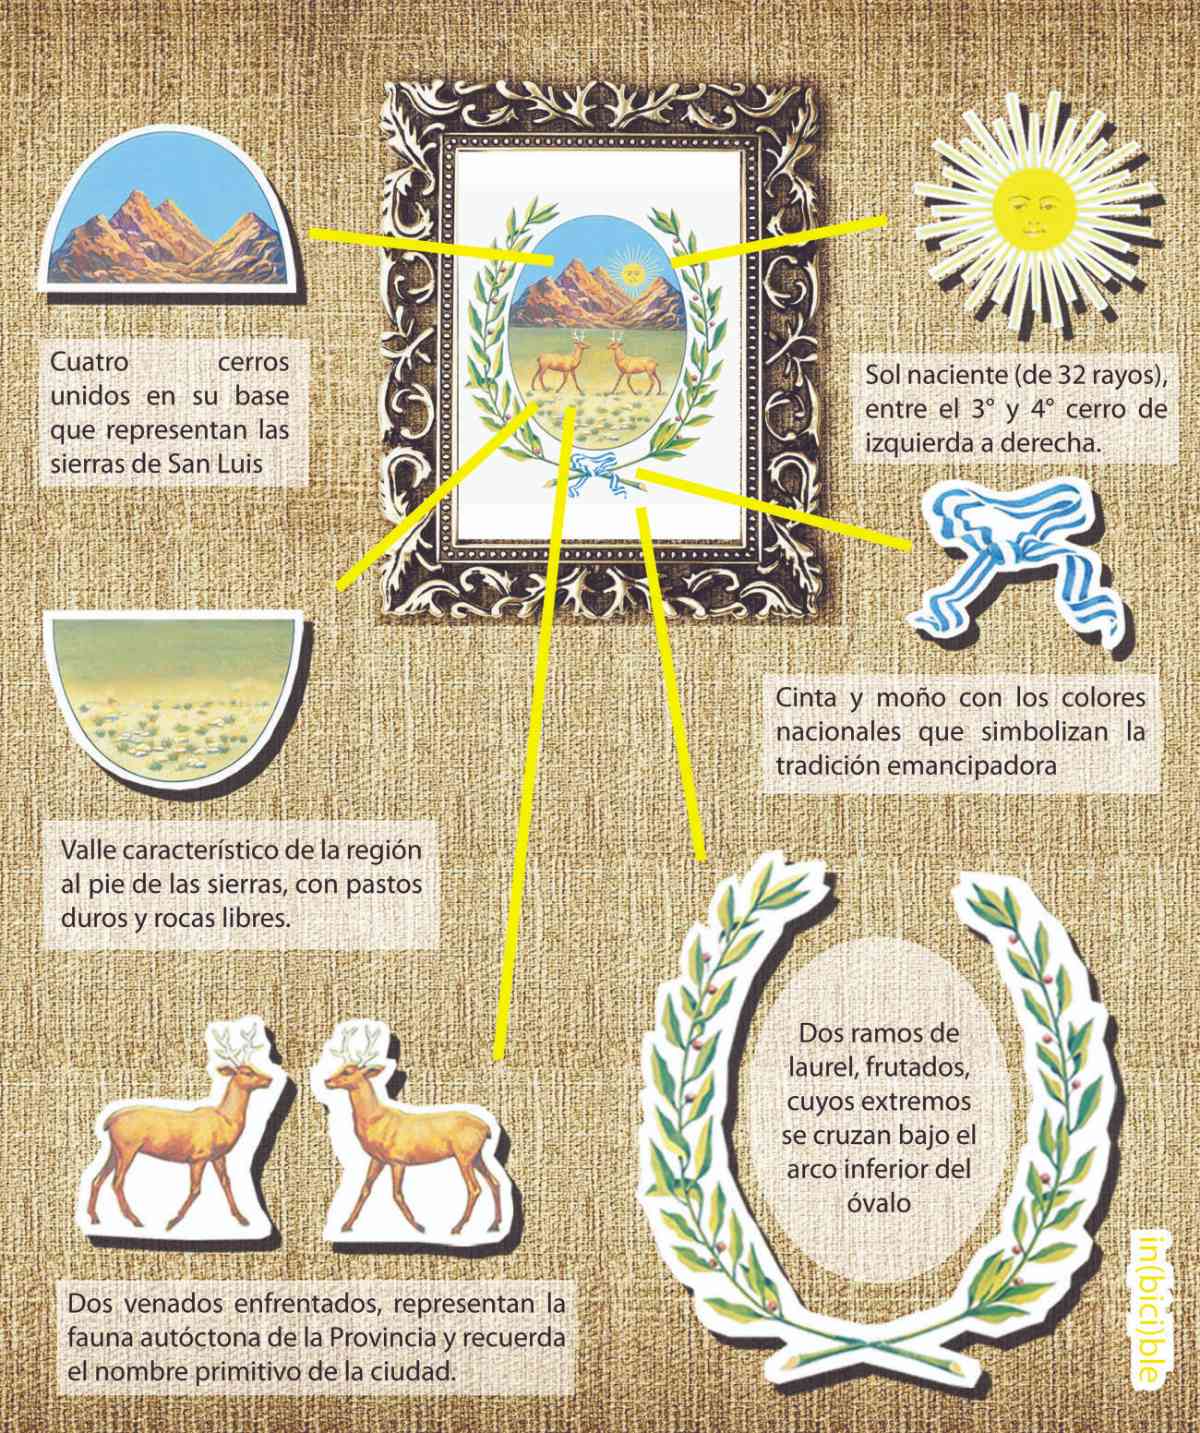 Cuatro cerros
unidos en su base
que representan las
sierras de San Luis
Sol naciente (de 32 rayos),
entre el 3° y 4° cerro de
izquierda a derecha.
Cinta y moño con los colores
nacionales que simbolizan la
tradición emancipadora
Valle característico de la región
al pie de las sierras, con pastos
duros y rocas libres.
Dos ramos de
laurel, frutados,
cuyos extremos
se cruzan bajo el
arco inferior del
óvalo
Dos venados enfrentados, representan la
fauna autóctona de la Provincia y recuerda
el nombre primitivo de la ciudad.
in(bici)ble